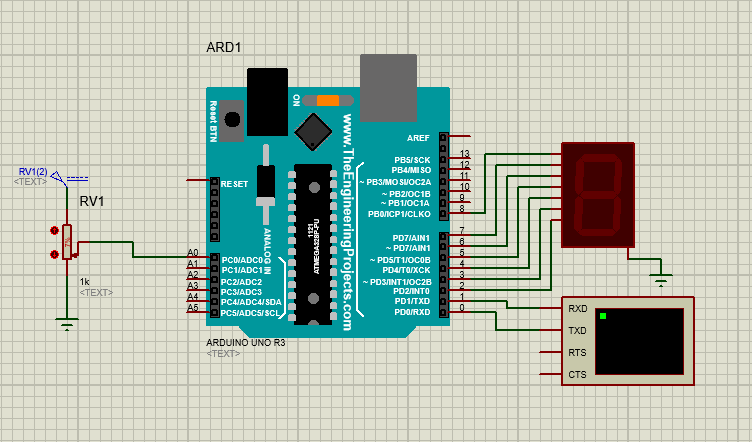 ARD1
ON
Reset BTN
www.TheEngineeringProjects.com
AREF
13
PB5/SCK
12
PB4/MISO
11
~ PB3/MOSI/OC2A
10
~ PB2/OC1B
9
~ PB1/OC1A
8
PB0/ICP1/CLKO
7
PD7/AIN1
6
~ PD7/AIN1
5
~ PD5/T1/OC0B
4
PD4/T0/XCK
3
~ PD3/INT1/OC2B
2
PD2/INT0
1
PD1/TXD
0
PD0/RXD
RESET
ANALOG IN
ATMEGA328P-PU
1121
A0
PC0/ADC0
A1
PC1/ADC1
A2
PC2/ADC2
A3
PC3/ADC3
A4
PC4/ADC4/SDA
A5
PC5/ADC5/SCL
ARDUINO UNO R3
<TEXT>
RV1(2)
<TEXT>
RV1
1k
<TEXT>
RXD
TXD
RTS
CTS